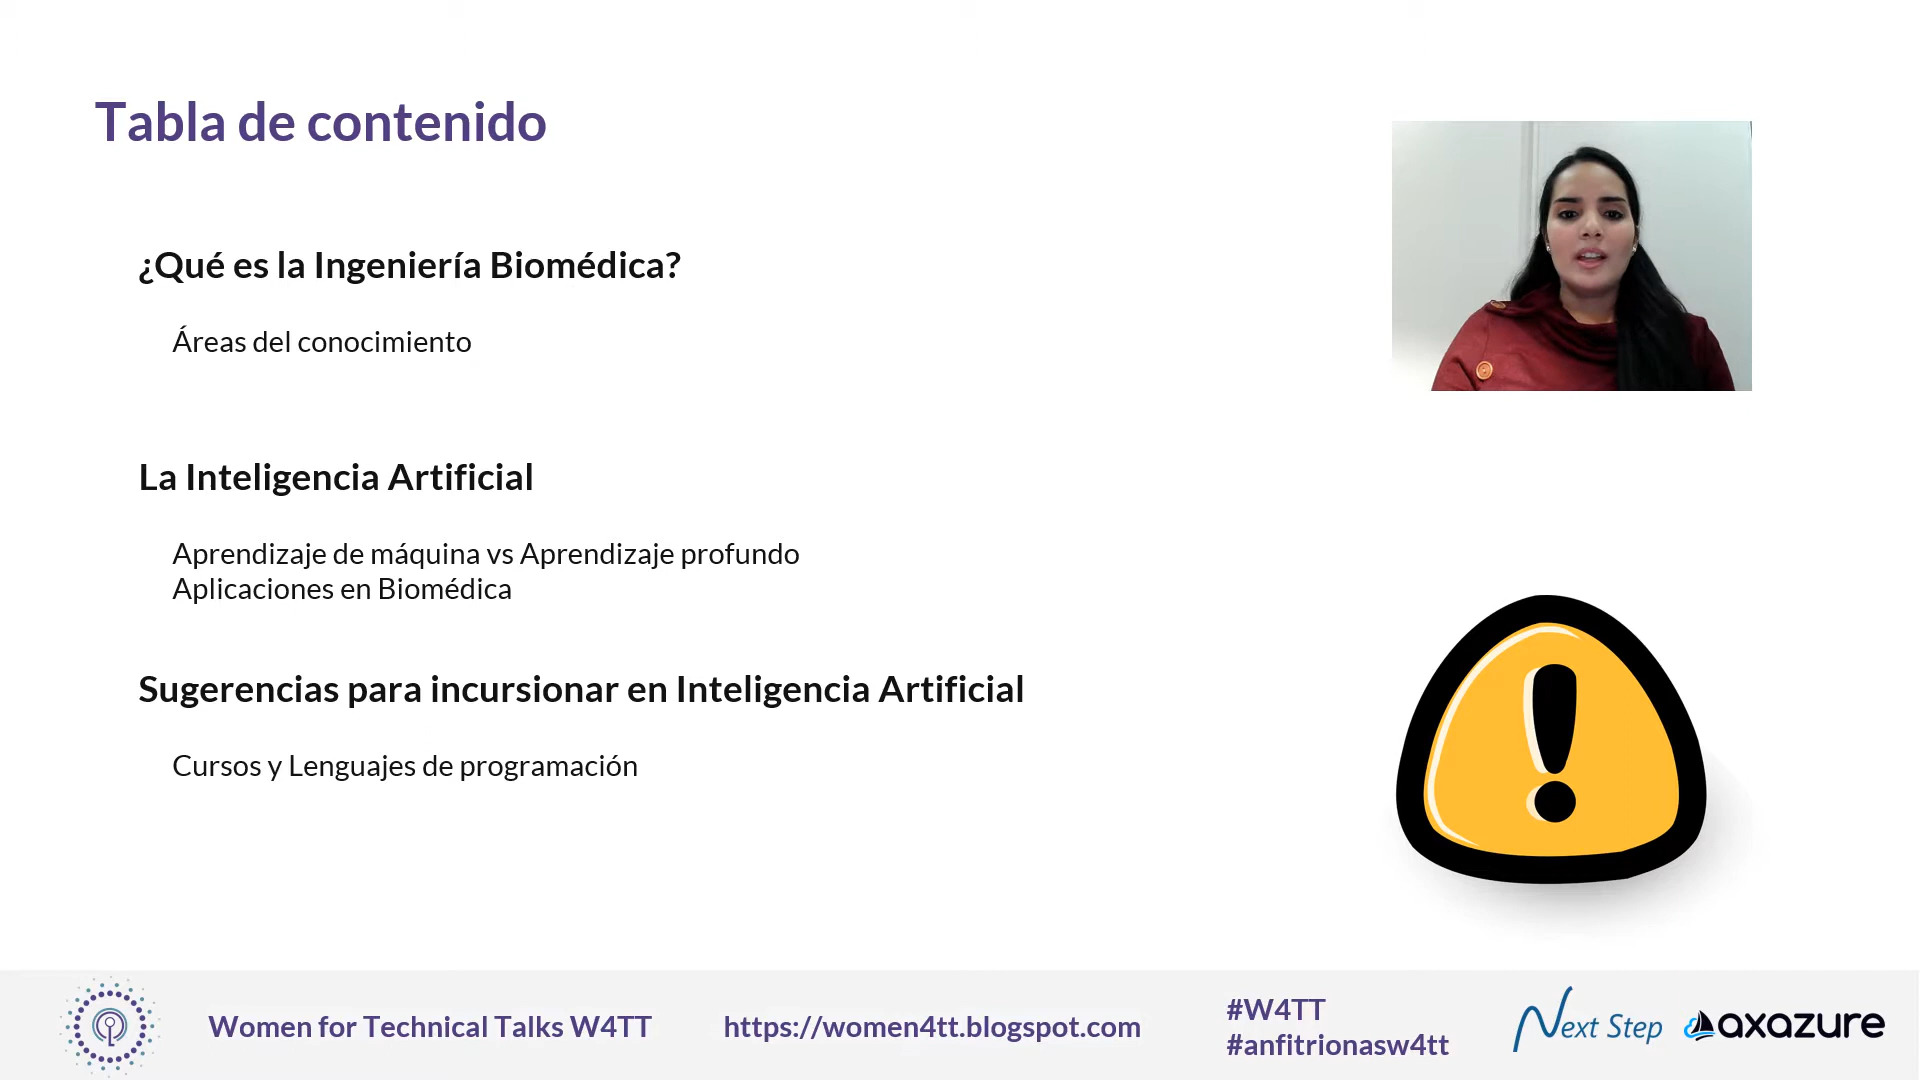 Tabla de contenido
¿Qué es la Ingeniería Biomédica?
Áreas del conocimiento
La Inteligencia Artificial
Aprendizaje de máquina vs Aprendizaje profundo
Aplicaciones en Biomédica
Sugerencias para incursionar en Inteligencia Artificial
Cursos y Lenguajes de programación
Women for Technical Talks W4TT
https://women4tt.blogspot.com
#W4TT
#anfitrionasw4tt
Next Step
axazure